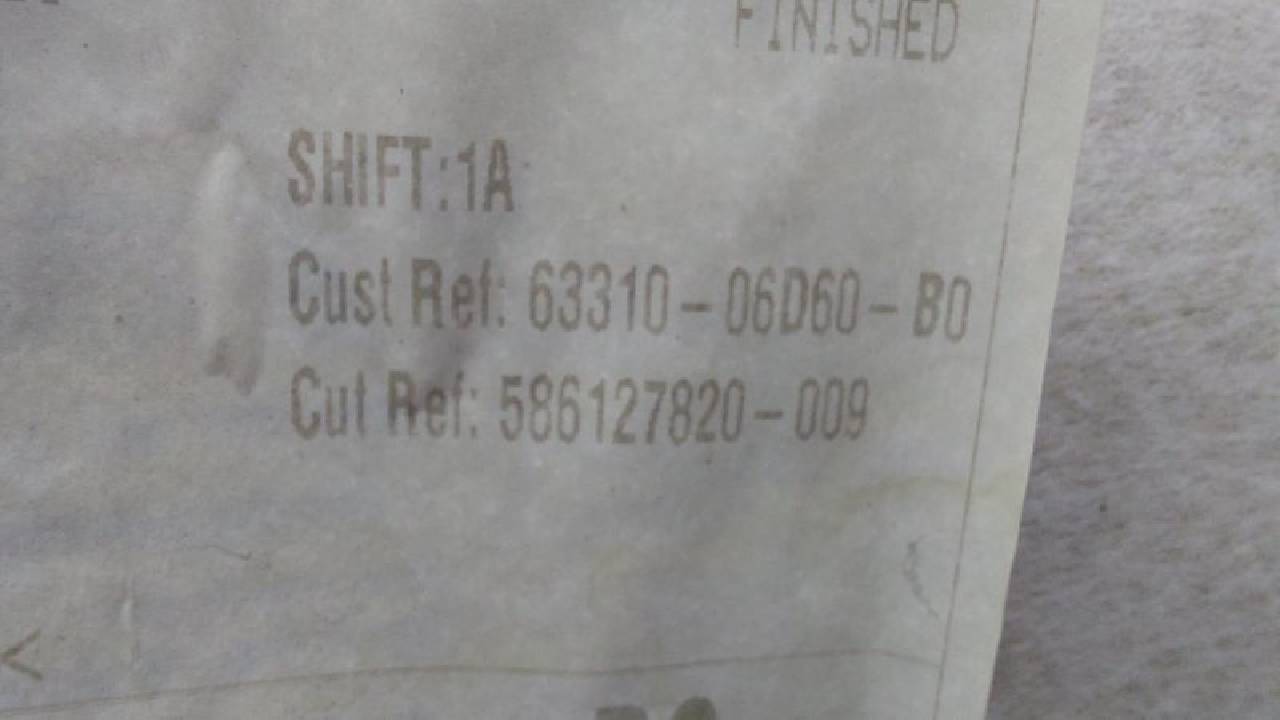 FINISHED
SHIFT:1A
Cust Ref: 63310-06D60-B0
Cut Ref: 586127820-009
<